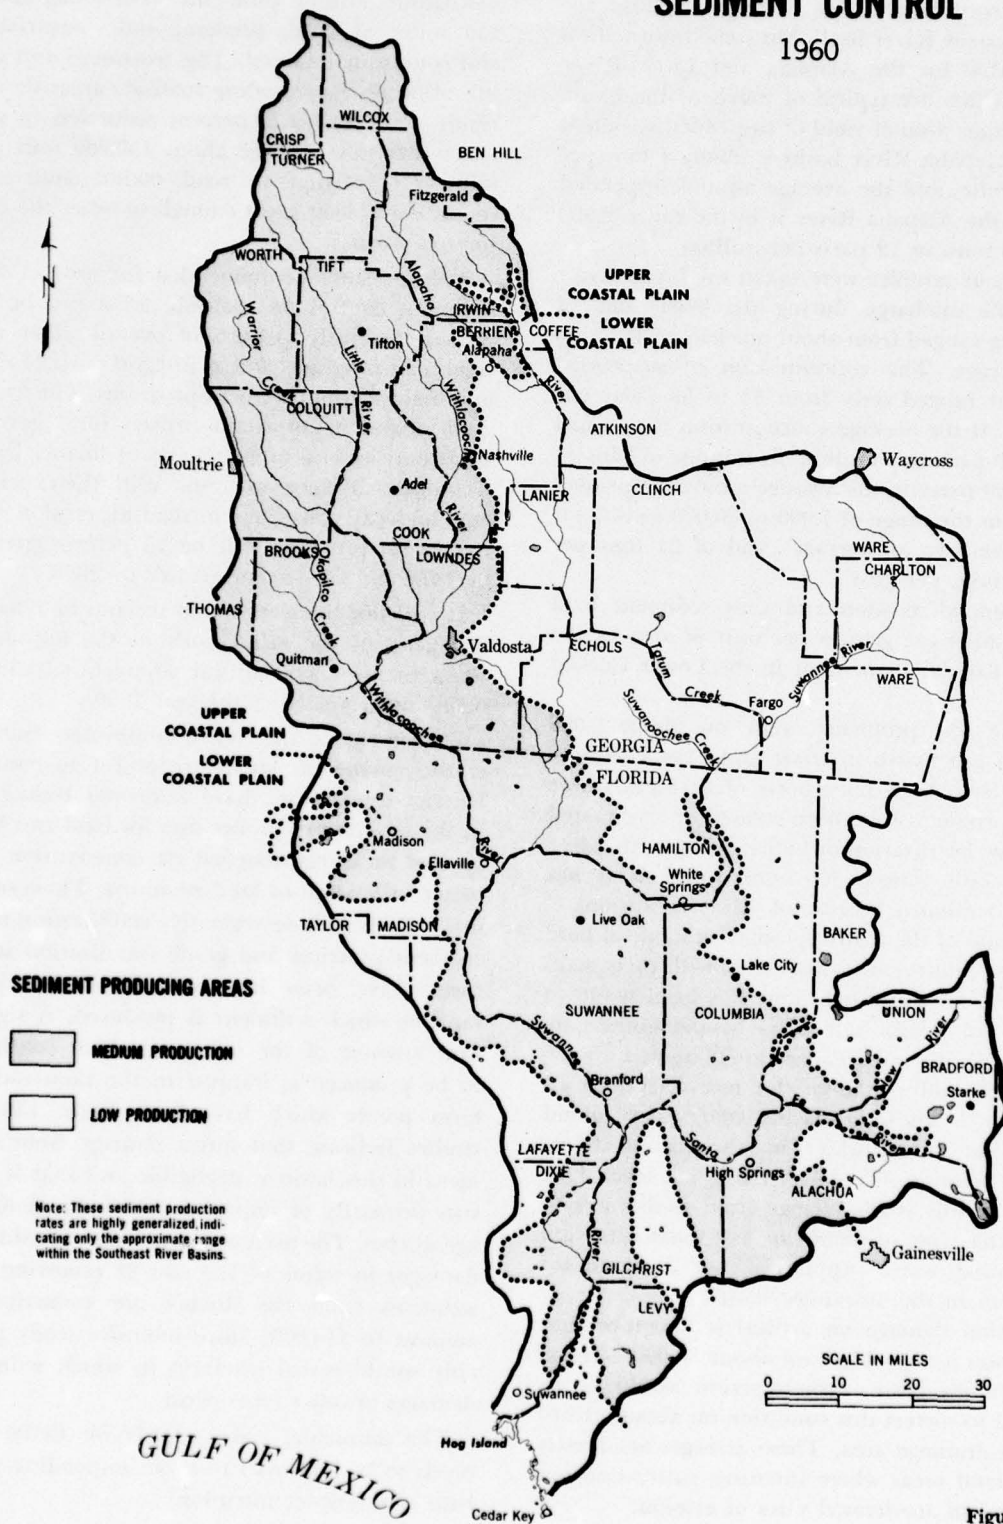 SEDIMENT CONTROL
1960
WILCOX
CRISP
TURNER
BEN HILL
Fitzgerald
WORTH
TIFT
Alapaha
UPPER
COASTAL PLAIN
LOWER
COASTAL PLAIN
IRWIN
BERRIEN
COFFEE
Alapaha
River
Warrior
Creek
Little
River
Tifton
Withlacoochee
COLQUITT
ATKINSON
Moultrie
Nashville
Waycross
Adel
River
LANIER
CLINCH
COOK
LOWNDES
BROOKS
Okapilco
Creek
WARE
CHARLTON
THOMAS
Valdosta
ECHOLS
Tatum
Creek
Suwannee River
WARE
Quitman
Withlacoochee
Suwanoochee Creek
Fargo
UPPER
COASTAL PLAIN
LOWER
COASTAL PLAIN
GEORGIA
FLORIDA
Madison
River
Ellaville
HAMILTON
White
Springs
Live Oak
TAYLOR
MADISON
BAKER
Lake City
SEDIMENT PRODUCING AREAS
MEDIUM PRODUCTION
LOW PRODUCTION
SUWANNEE
COLUMBIA
UNION
River
New
BRADFORD
Starke
Suwannee
Branford
Santa
Fe
River
LAFAYETTE
DIXIE
High Springs
ALACHUA
Note: These sediment production
rates are highly generalized, indi-
cating only the approximate range
within the Southeast River Basins.
River
GILCHRIST
Gainesville
LEVY
SCALE IN MILES
0 10 20 30
Suwannee
Hog Island
GULF OF MEXICO
Cedar Key
Figu